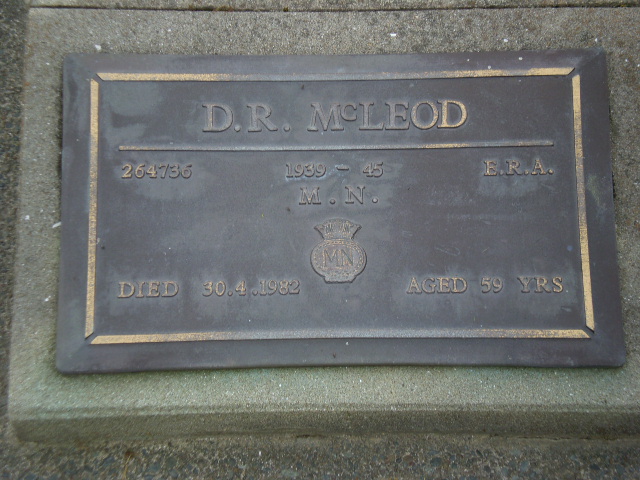 D.R. McLEOD
264736 1939 - 45 E.R.A.
M.N.
MN
DIED 30.4.1982 AGED 59 YRS.